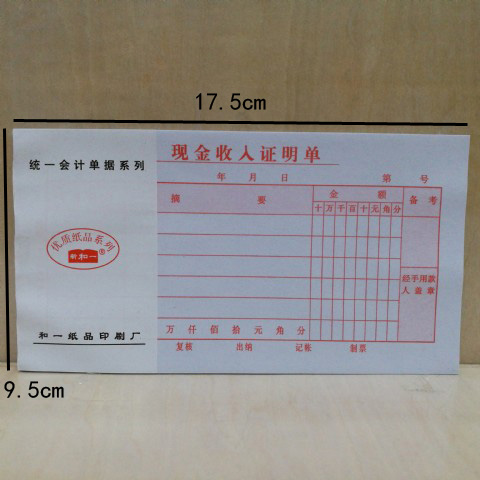 17.5cm
统一会计单据系列
现金收入证明单
年 月 日 第 号
摘 要
金 额
备 考
十 万 千 百 十 元 角 分
优质纸品系列
新和一®
经手用款
人盖章
万 仟 佰 拾 元 角 分
和一纸品印刷厂
复核 出纳 记账 制票
9.5cm